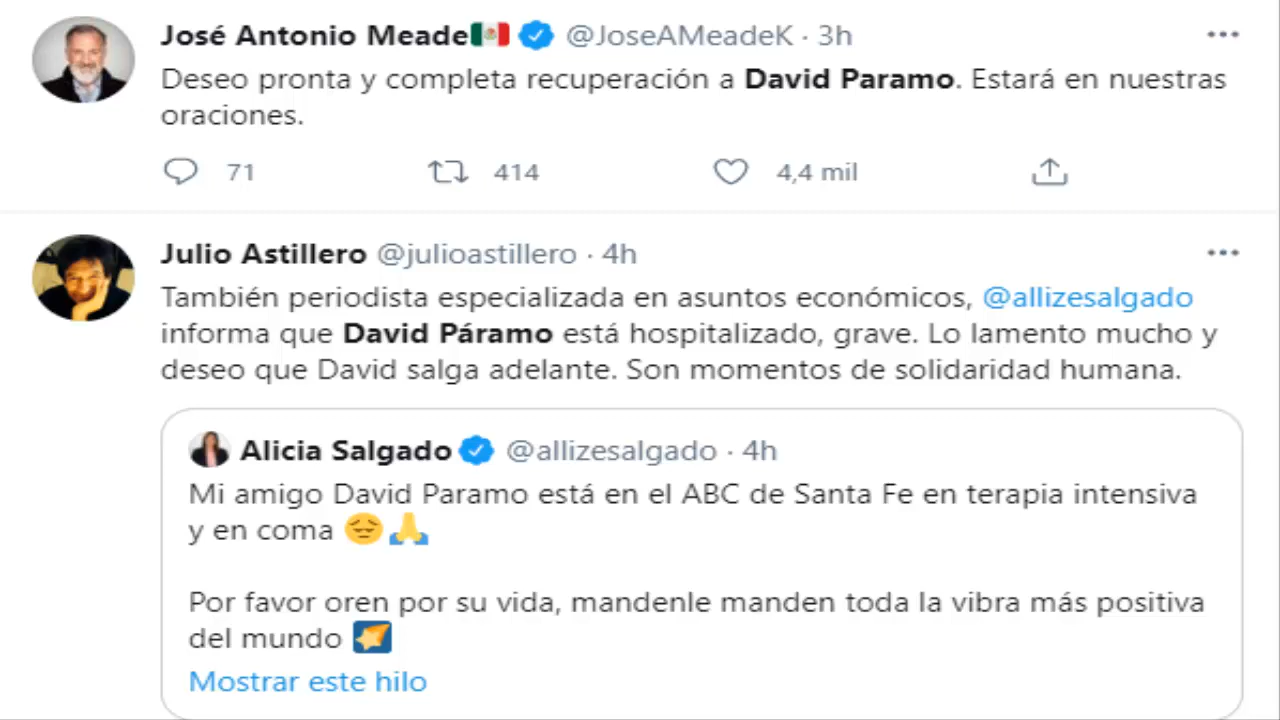 José Antonio Meade🇲🇽 @JoseAMeadeK · 3h
Deseo pronta y completa recuperación a David Paramo. Estará en nuestras
oraciones.
71 414 4,4 mil
Julio Astillero @julioastillero · 4h
También periodista especializada en asuntos económicos, @allizesalgado
informa que David Páramo está hospitalizado, grave. Lo lamento mucho y
deseo que David salga adelante. Son momentos de solidaridad humana.
Alicia Salgado @allizesalgado · 4h
Mi amigo David Paramo está en el ABC de Santa Fe en terapia intensiva
y en coma 😔🙏
Por favor oren por su vida, mandenle manden toda la vibra más positiva
del mundo 🌠
Mostrar este hilo